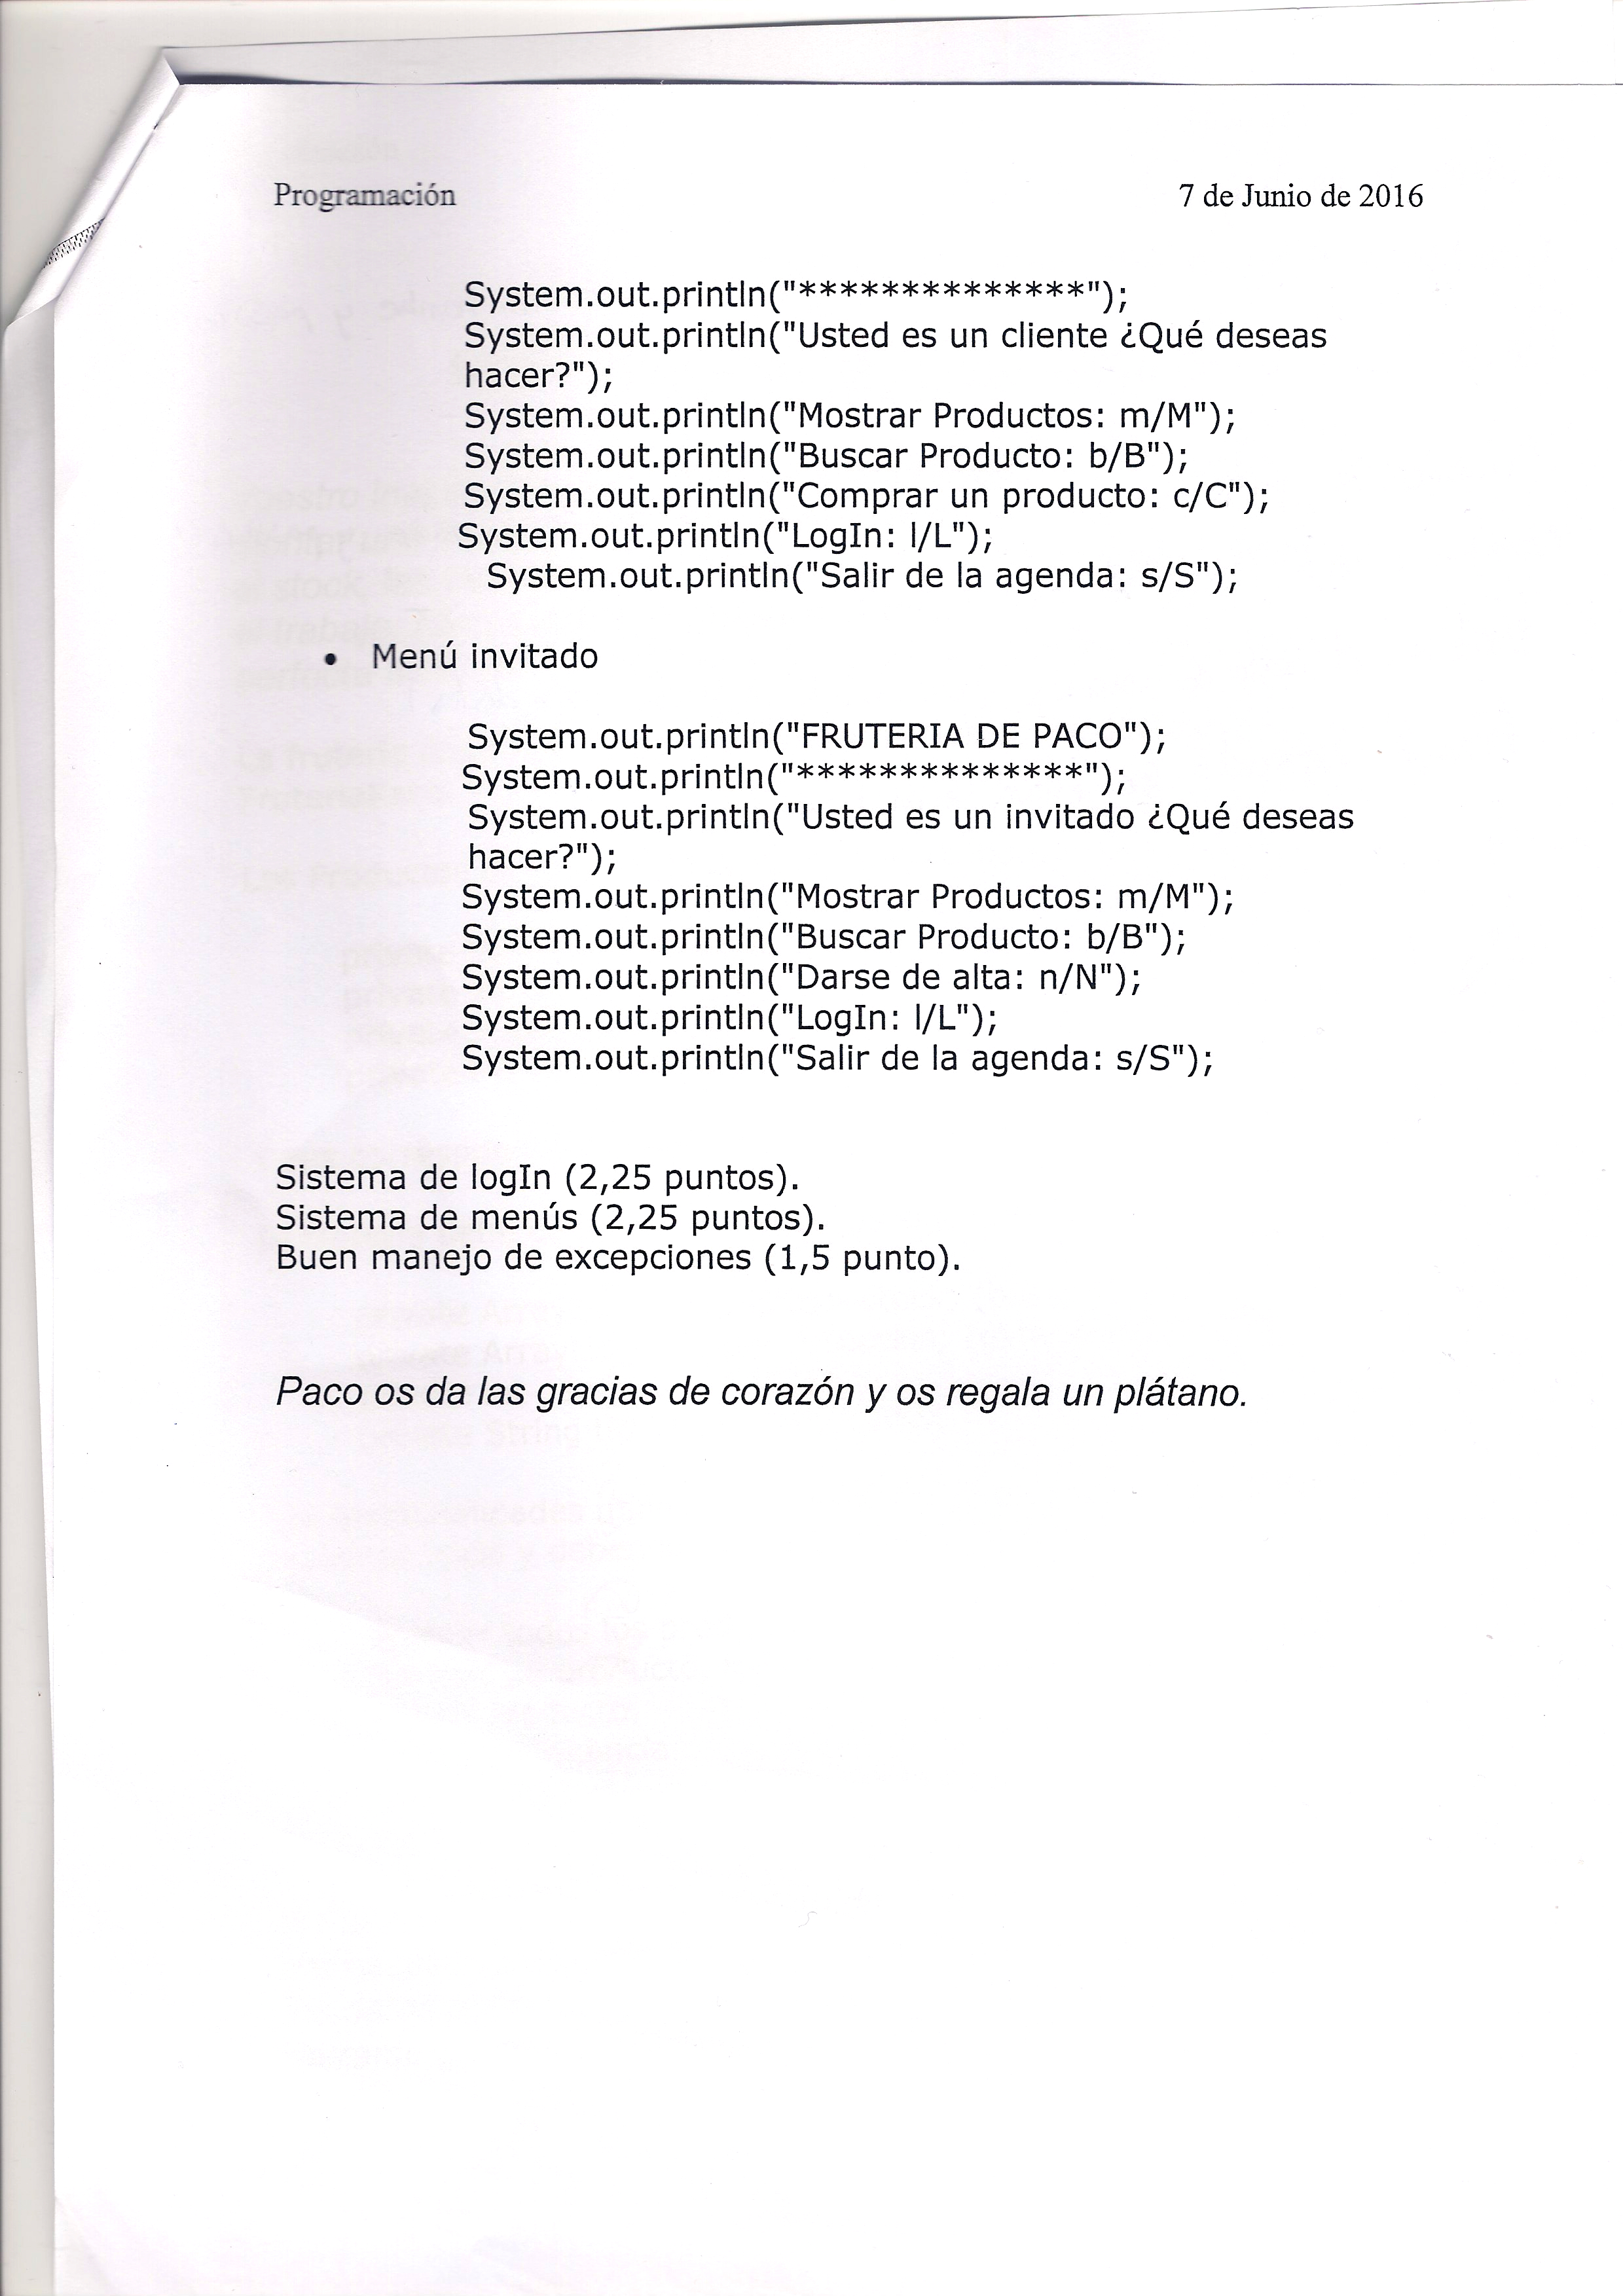 Programación 7 de Junio de 2016
System.out.println("**************");
System.out.println("Usted es un cliente ¿Qué deseas
hacer?");
System.out.println("Mostrar Productos: m/M");
System.out.println("Buscar Producto: b/B");
System.out.println("Comprar un producto: c/C");
System.out.println("LogIn: l/L");
System.out.println("Salir de la agenda: s/S");
• Menú invitado
System.out.println("FRUTERIA DE PACO");
System.out.println("**************");
System.out.println("Usted es un invitado ¿Qué deseas
hacer?");
System.out.println("Mostrar Productos: m/M");
System.out.println("Buscar Producto: b/B");
System.out.println("Darse de alta: n/N");
System.out.println("LogIn: l/L");
System.out.println("Salir de la agenda: s/S");
Sistema de logIn (2,25 puntos).
Sistema de menús (2,25 puntos).
Buen manejo de excepciones (1,5 punto).
Paco os da las gracias de corazón y os regala un plátano.